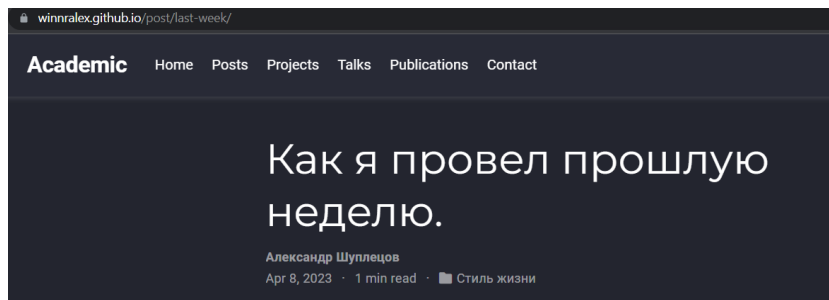 winnralex.github.io/post/last-week/
Academic Home Posts Projects Talks Publications Contact
Как я провел прошлую
неделю.
Александр Шуплецов
Apr 8, 2023 · 1 min read · Стиль жизни